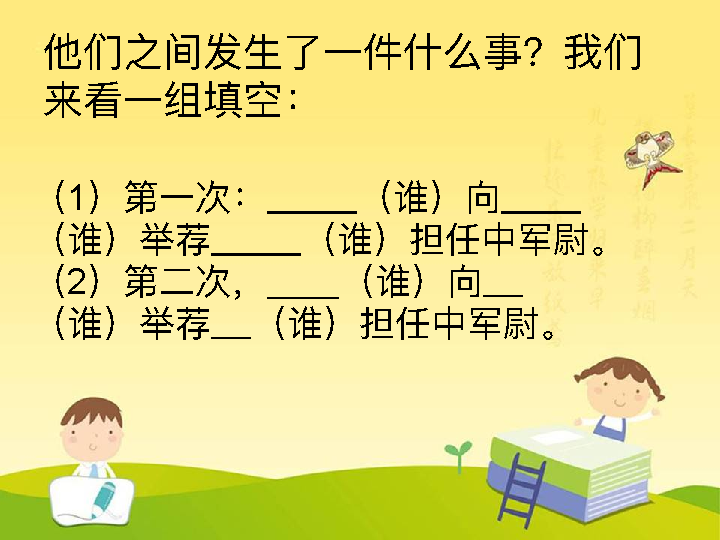 他们之间发生了一件什么事？我们
来看一组填空：
（1）第一次：_____（谁）向_____
（谁）举荐_____（谁）担任中军尉。
（2）第二次，____（谁）向__
（谁）举荐__（谁）担任中军尉。